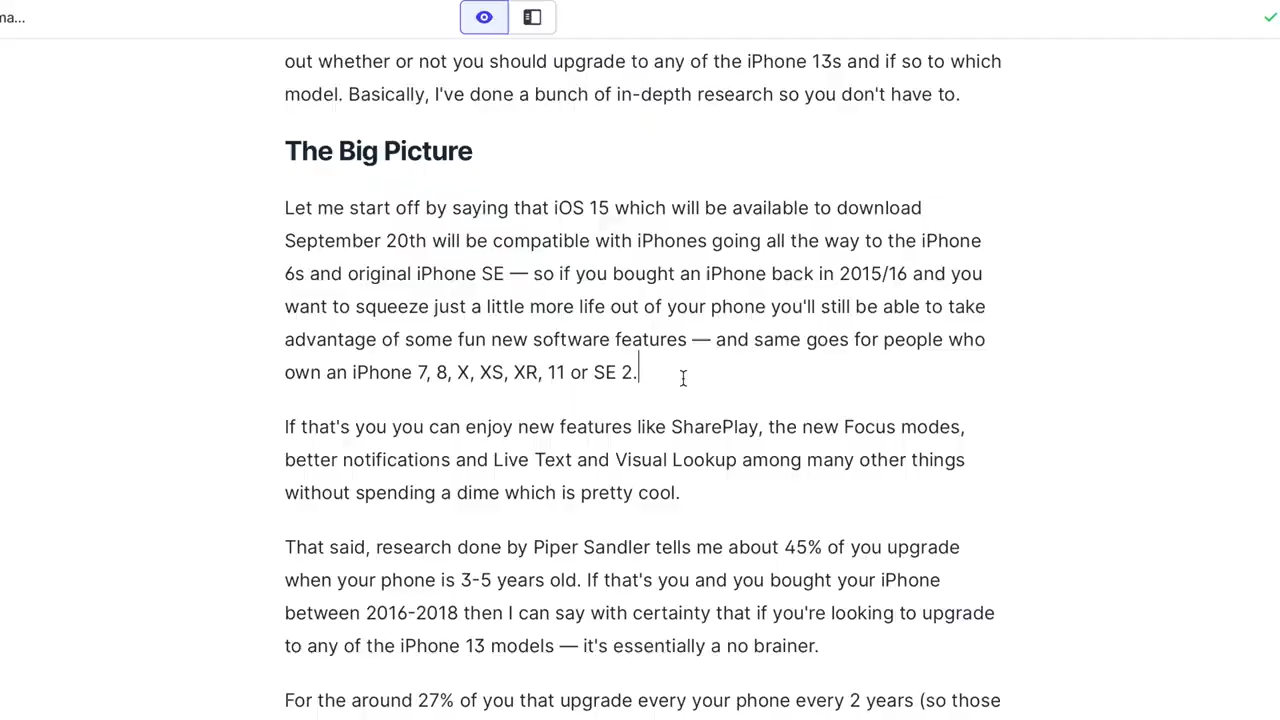 ma...
out whether or not you should upgrade to any of the iPhone 13s and if so to which
model. Basically, I've done a bunch of in-depth research so you don't have to.
The Big Picture
Let me start off by saying that iOS 15 which will be available to download
September 20th will be compatible with iPhones going all the way to the iPhone
6s and original iPhone SE — so if you bought an iPhone back in 2015/16 and you
want to squeeze just a little more life out of your phone you'll still be able to take
advantage of some fun new software features — and same goes for people who
own an iPhone 7, 8, X, XS, XR, 11 or SE 2.
If that's you you can enjoy new features like SharePlay, the new Focus modes,
better notifications and Live Text and Visual Lookup among many other things
without spending a dime which is pretty cool.
That said, research done by Piper Sandler tells me about 45% of you upgrade
when your phone is 3-5 years old. If that's you and you bought your iPhone
between 2016-2018 then I can say with certainty that if you're looking to upgrade
to any of the iPhone 13 models — it's essentially a no brainer.
For the around 27% of you that upgrade every your phone every 2 years (so those